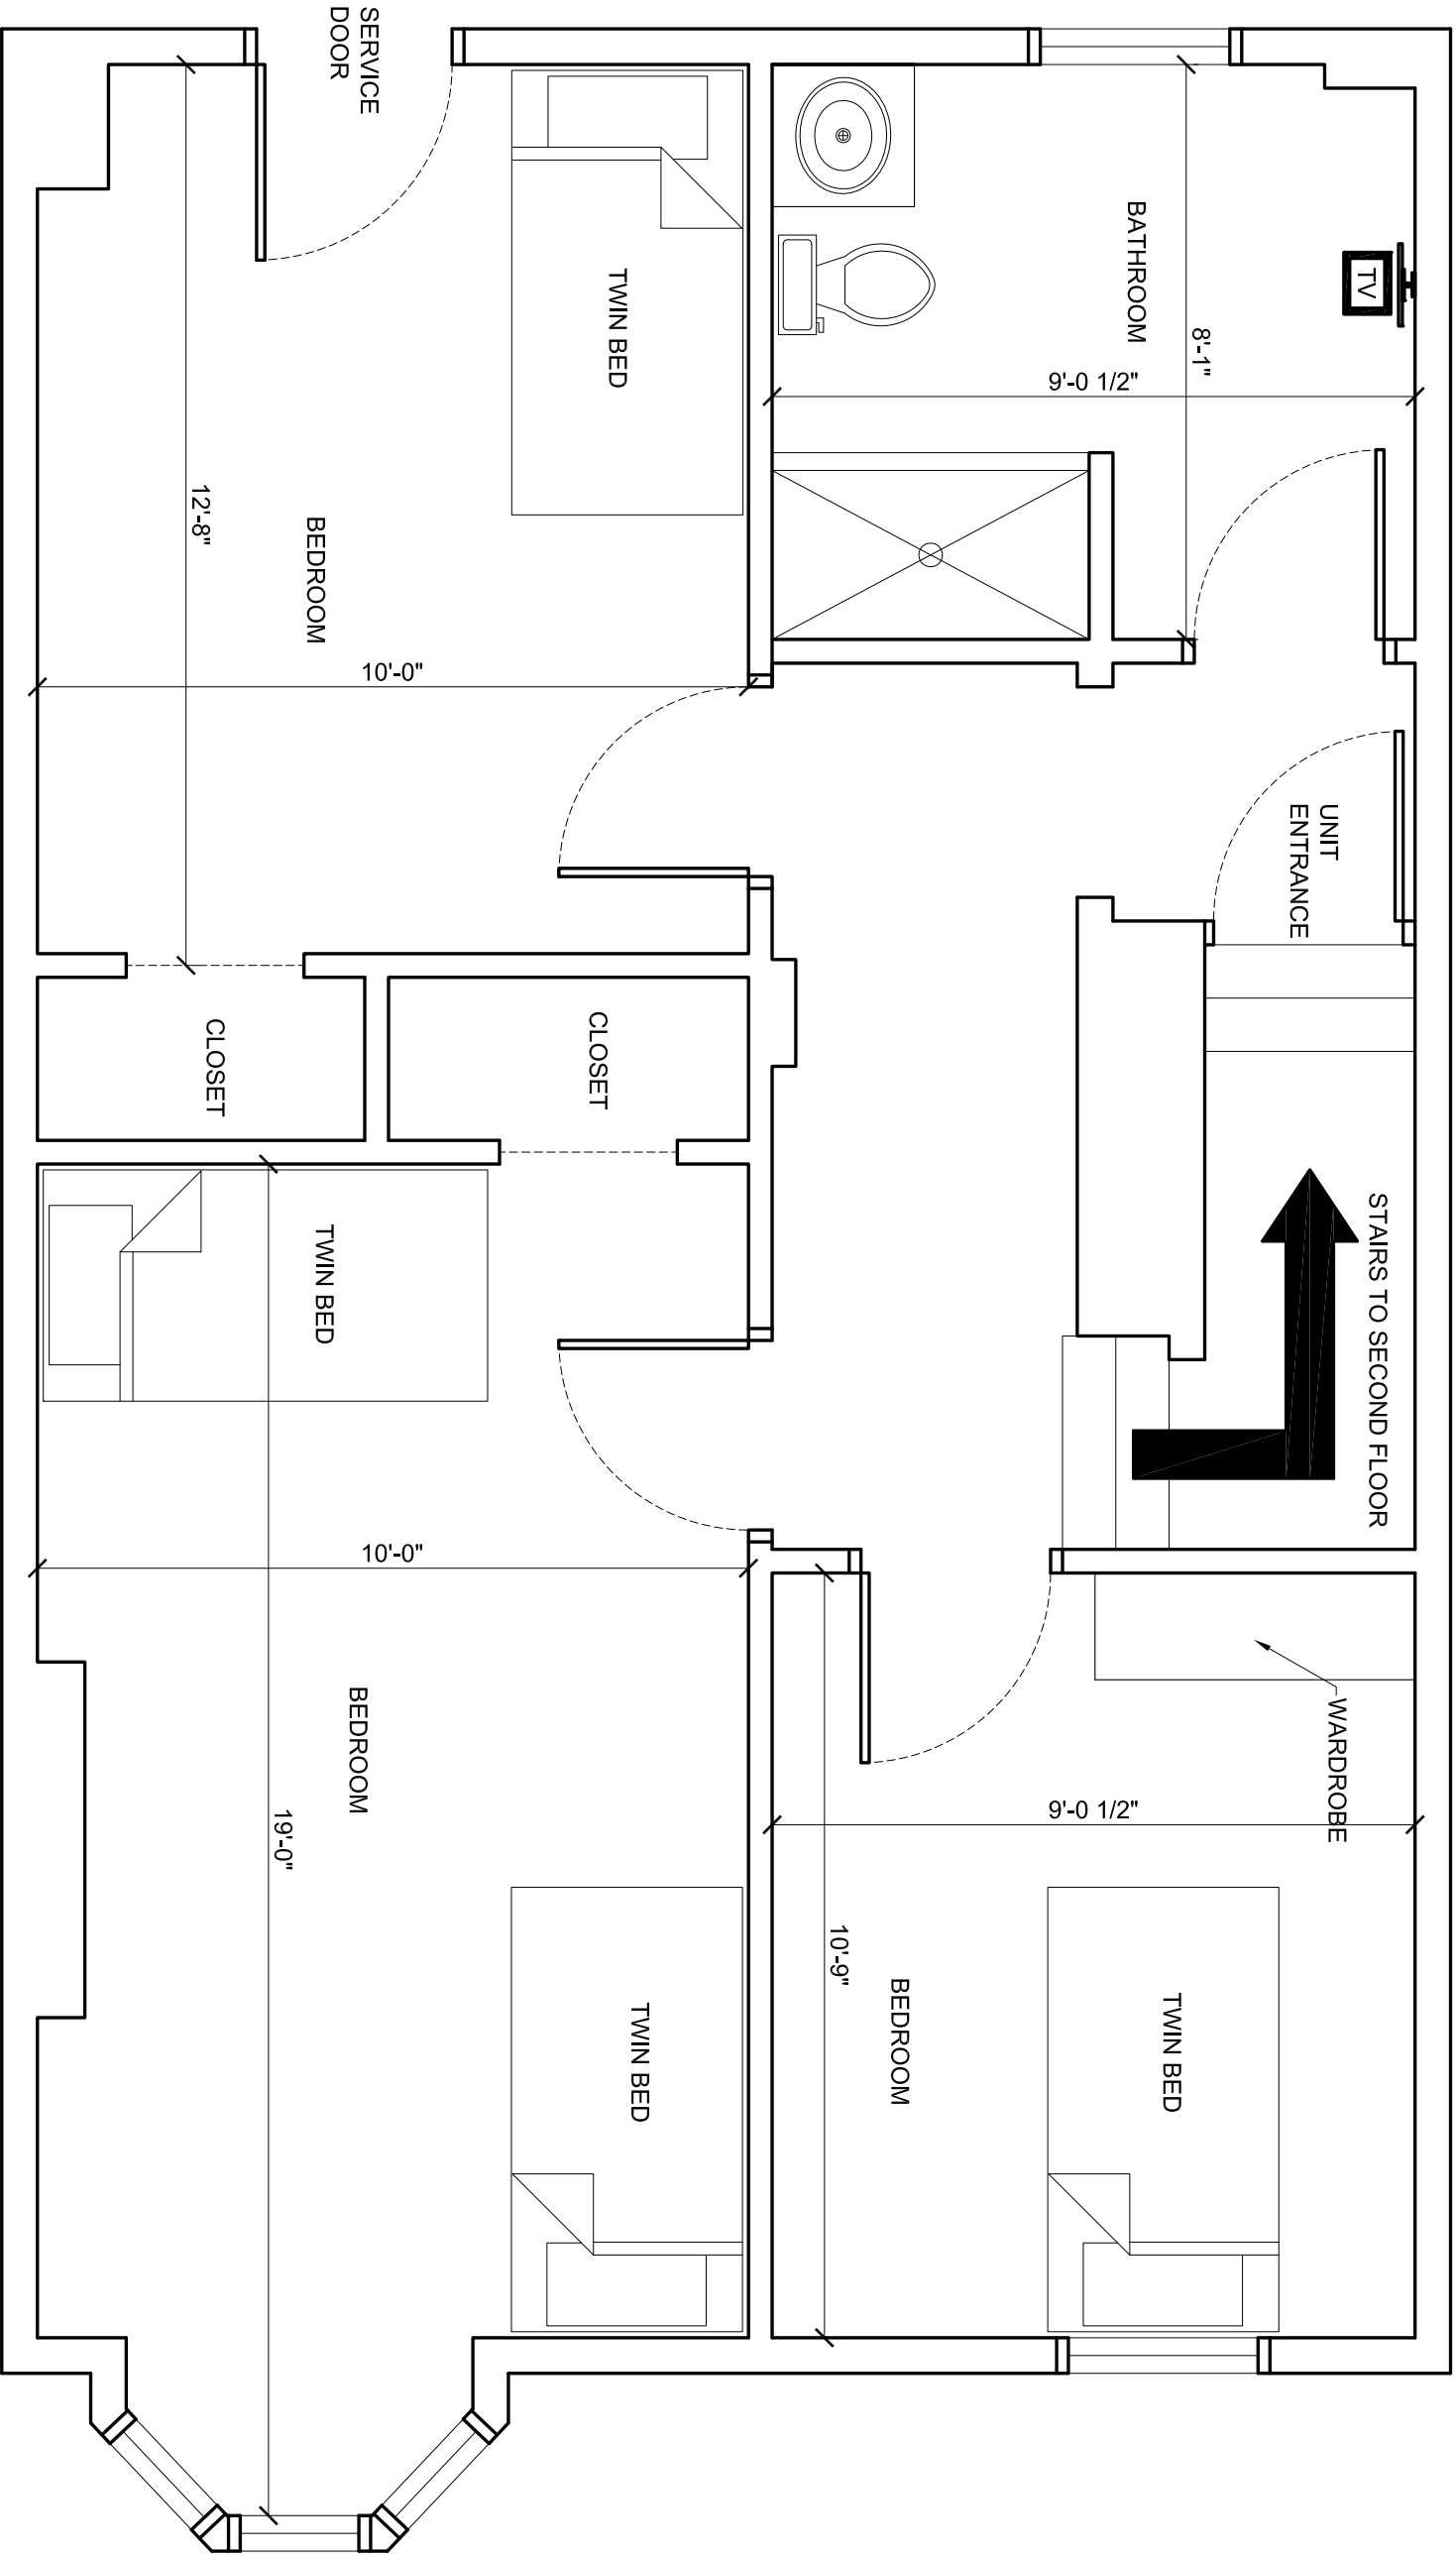 TV
STAIRS TO SECOND FLOOR
WARDROBE
UNIT
ENTRANCE
8'-1"
TWIN BED
BATHROOM
9'-0 1/2"
9'-0 1/2"
BEDROOM
10'-9"
TWIN BED
TWIN BED
CLOSET
10'-0"
10'-0"
SERVICE
DOOR
BEDROOM
TWIN BED
BEDROOM
19'-0"
CLOSET
12'-8"